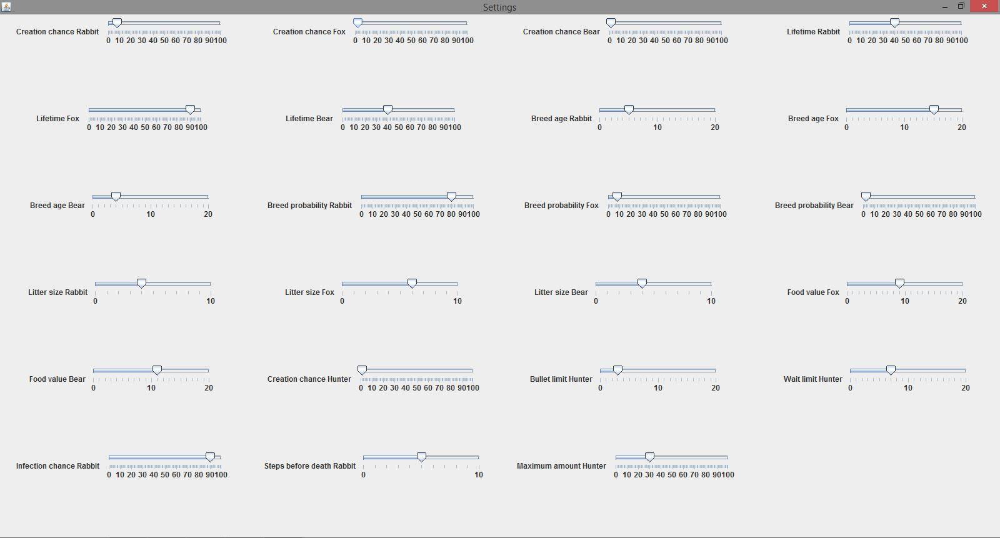 Settings
Creation chance Rabbit
0 10 20 30 40 50 60 70 80 90100
Creation chance Fox
0 10 20 30 40 50 60 70 80 90100
Creation chance Bear
0 10 20 30 40 50 60 70 80 90100
Lifetime Rabbit
0 10 20 30 40 50 60 70 80 90100
Lifetime Fox
0 10 20 30 40 50 60 70 80 90100
Lifetime Bear
0 10 20 30 40 50 60 70 80 90100
Breed age Rabbit
0 10 20
Breed age Fox
0 10 20
Breed age Bear
0 10 20
Breed probability Rabbit
0 10 20 30 40 50 60 70 80 90100
Breed probability Fox
0 10 20 30 40 50 60 70 80 90100
Breed probability Bear
0 10 20 30 40 50 60 70 80 90100
Litter size Rabbit
0 10
Litter size Fox
0 10
Litter size Bear
0 10
Food value Fox
0 10 20
Food value Bear
0 10 20
Creation chance Hunter
0 10 20 30 40 50 60 70 80 90100
Bullet limit Hunter
0 10 20
Wait limit Hunter
0 10 20
Infection chance Rabbit
0 10 20 30 40 50 60 70 80 90100
Steps before death Rabbit
0 10
Maximum amount Hunter
0 10 20 30 40 50 60 70 80 90100